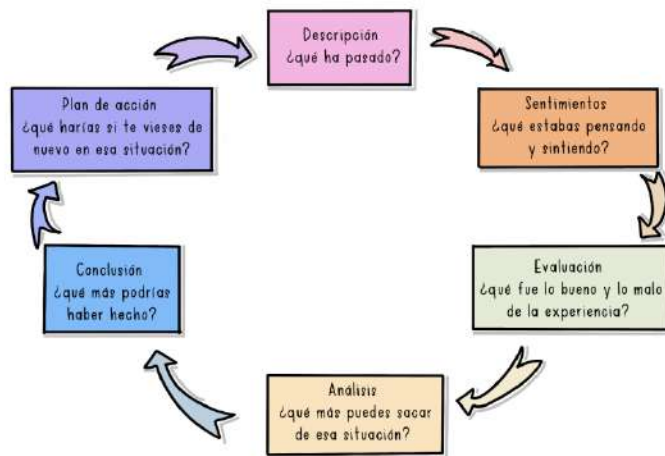 Descripción
¿qué ha pasado?
Sentimientos
¿qué estabas pensando
y sintiendo?
Evaluación
¿qué fue lo bueno y lo malo
de la experiencia?
Análisis
¿qué más puedes sacar
de esa situación?
Conclusión
¿qué más podrías
haber hecho?
Plan de acción
¿qué harías si te vieses de
nuevo en esa situación?